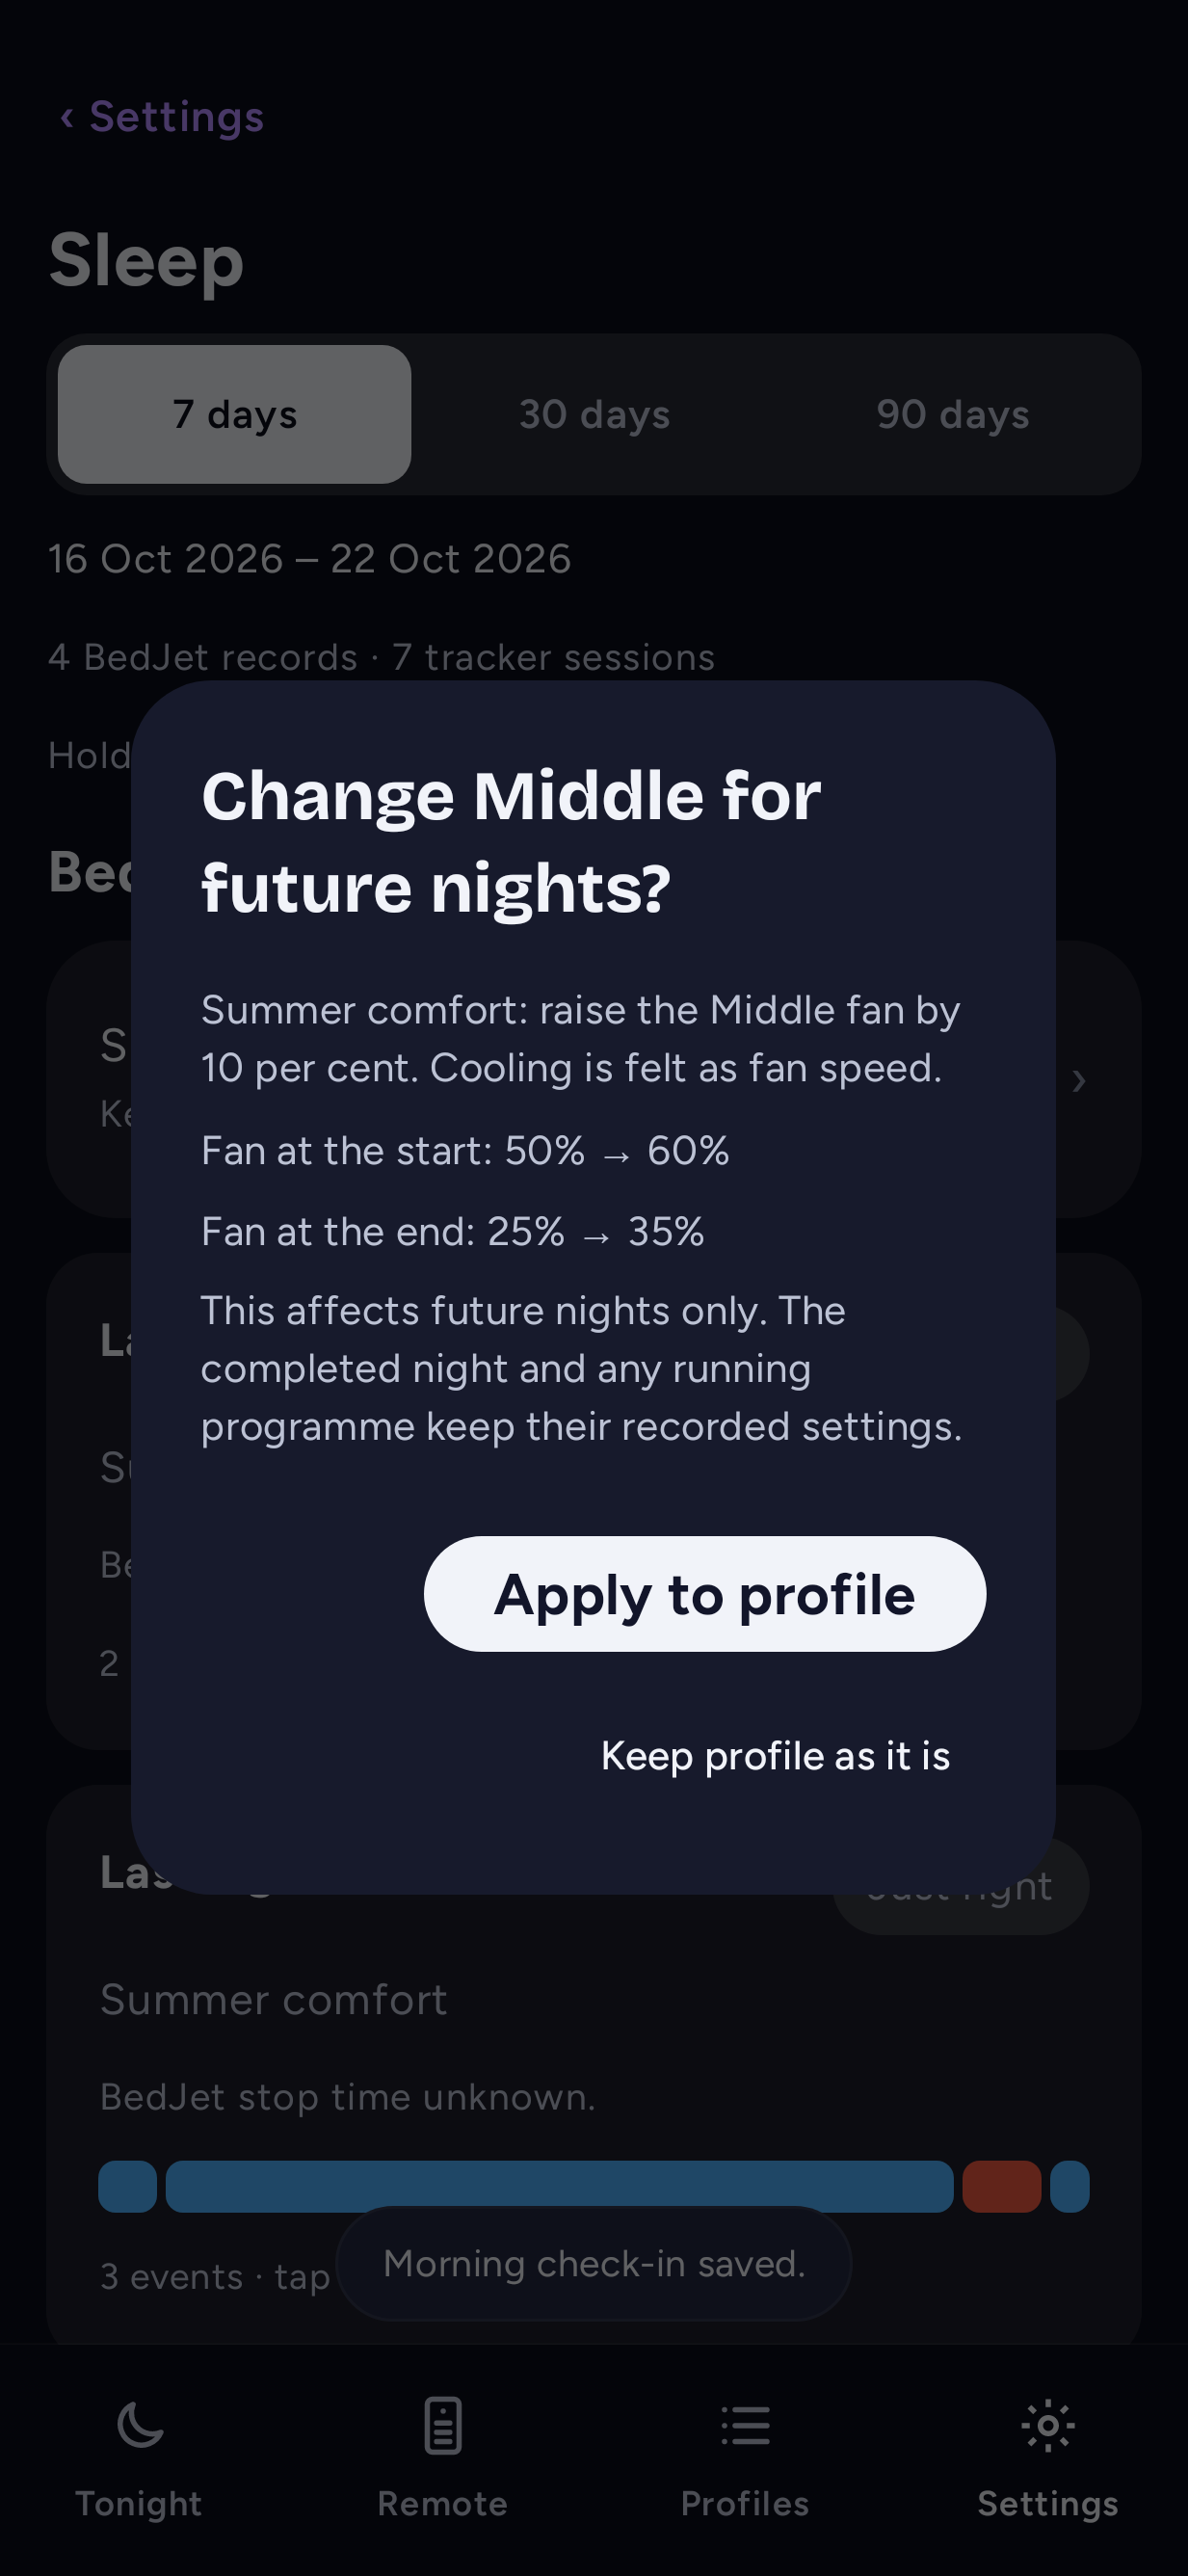 ‹ Settings
Sleep
7 days
30 days
90 days
16 Oct 2026 – 22 Oct 2026
4 BedJet records · 7 tracker sessions
Hold
Change Middle for
future nights?
Summer comfort: raise the Middle fan by
10 per cent. Cooling is felt as fan speed.
Fan at the start: 50% → 60%
Fan at the end: 25% → 35%
This affects future nights only. The
completed night and any running
programme keep their recorded settings.
Apply to profile
Keep profile as it is
Summer comfort
BedJet stop time unknown.
3 events · tap
Morning check-in saved.
Tonight
Remote
Profiles
Settings